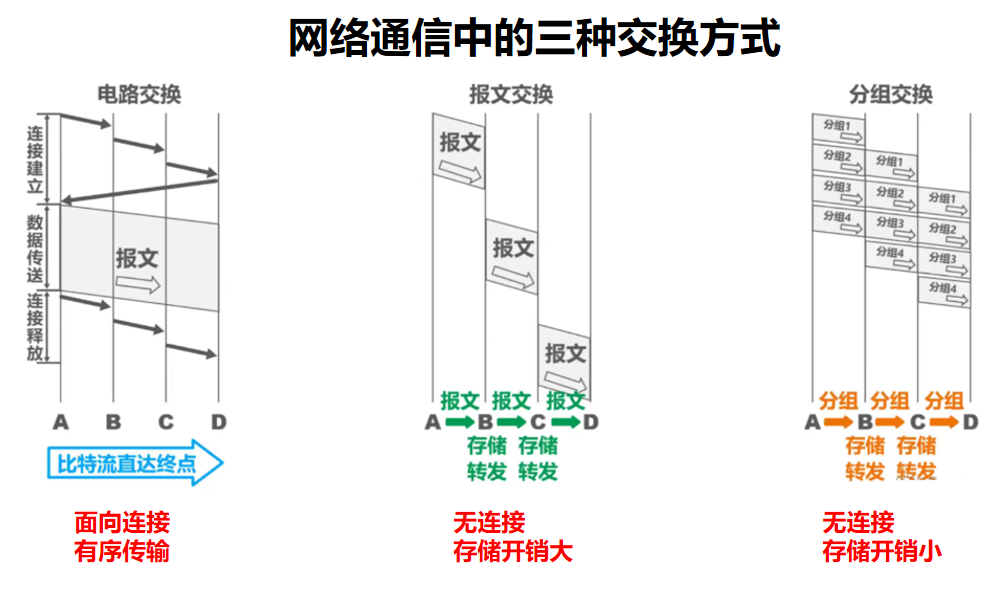 网络通信中的三种交换方式
电路交换
连接建立
数据传送
连接释放
报文
A B C D
比特流直达终点
面向连接
有序传输
报文交换
报文
报文
报文
报文 报文 报文
A B C D
存储 存储
转发 转发
无连接
存储开销大
分组交换
分组1
分组2 分组1
分组3 分组2 分组1
分组4 分组3 分组2
分组4 分组3
分组4
分组 分组 分组
A B C D
存储 存储
转发 转发
无连接
存储开销小